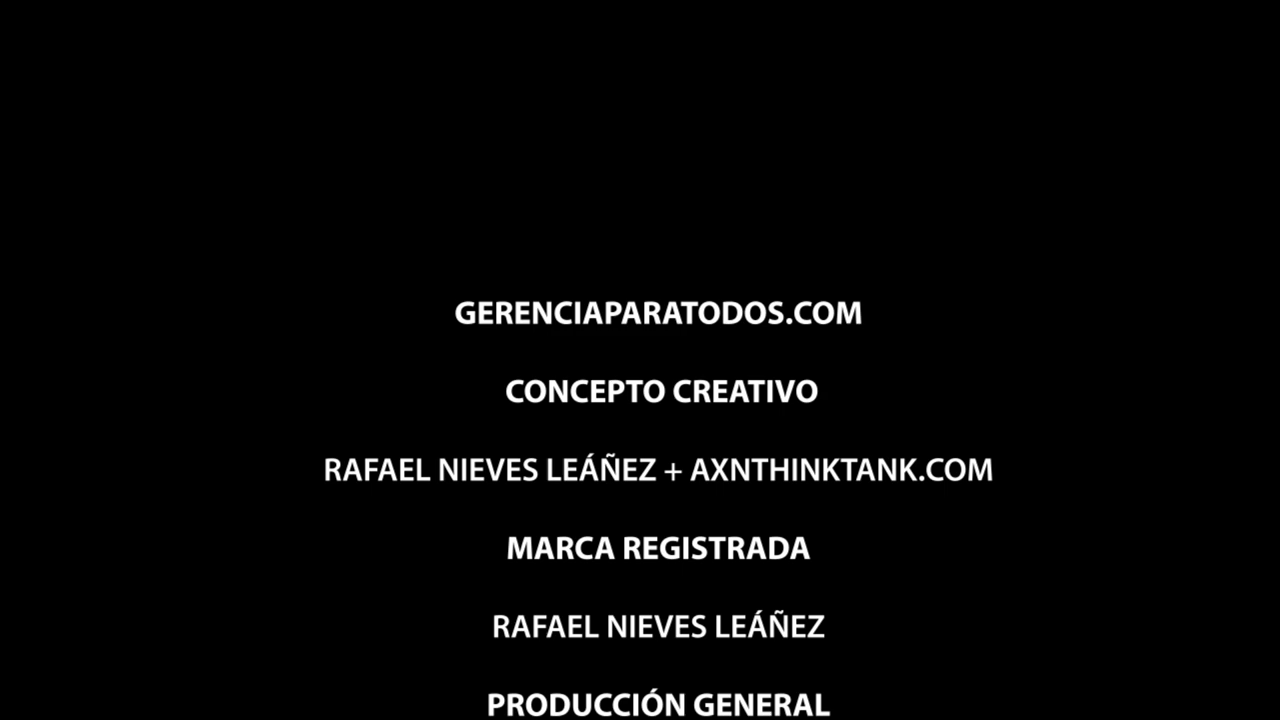 GERENCIAPARATODOS.COM
CONCEPTO CREATIVO
RAFAEL NIEVES LEÁÑEZ + AXNTHINKTANK.COM
MARCA REGISTRADA
RAFAEL NIEVES LEÁÑEZ
PRODUCCIÓN GENERAL